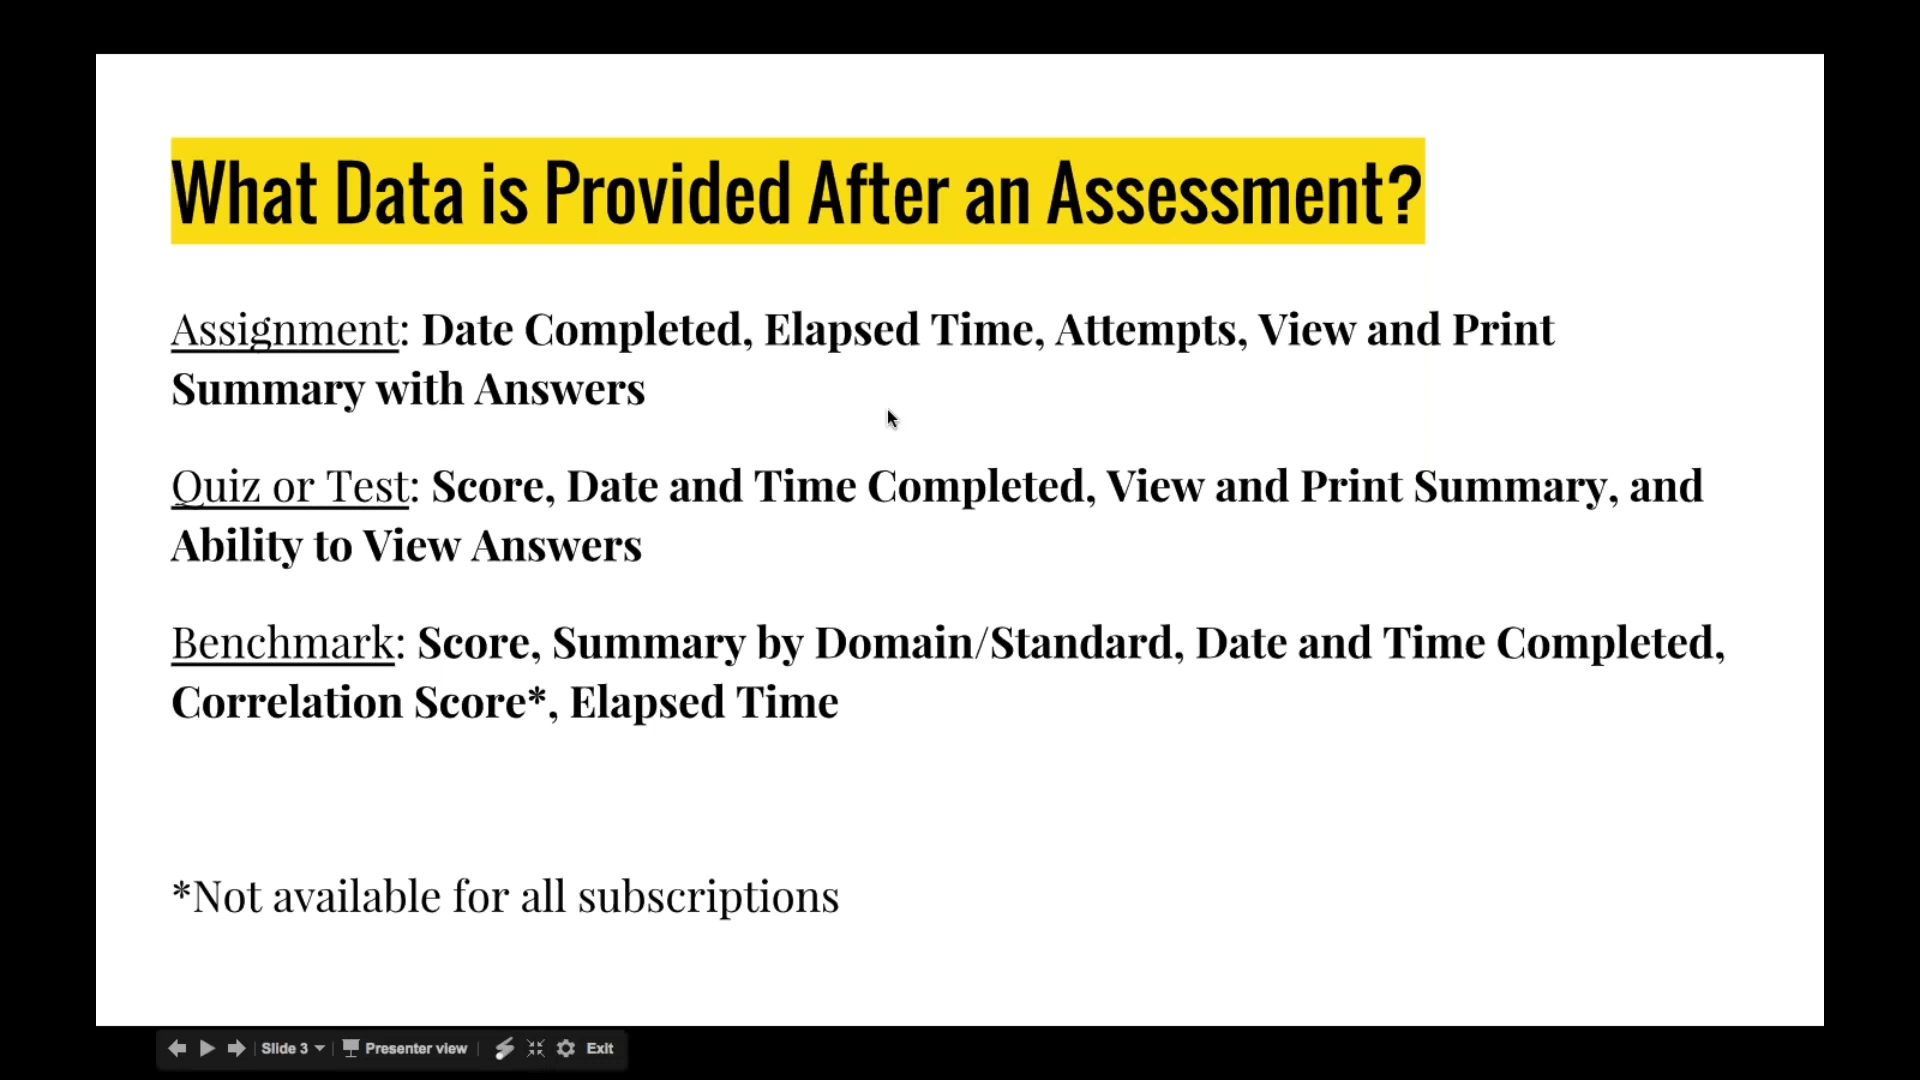 What Data is Provided After an Assessment?
Assignment: Date Completed, Elapsed Time, Attempts, View and Print
Summary with Answers
Quiz or Test: Score, Date and Time Completed, View and Print Summary, and
Ability to View Answers
Benchmark: Score, Summary by Domain/Standard, Date and Time Completed,
Correlation Score*, Elapsed Time
*Not available for all subscriptions
Slide 3 Presenter view Exit